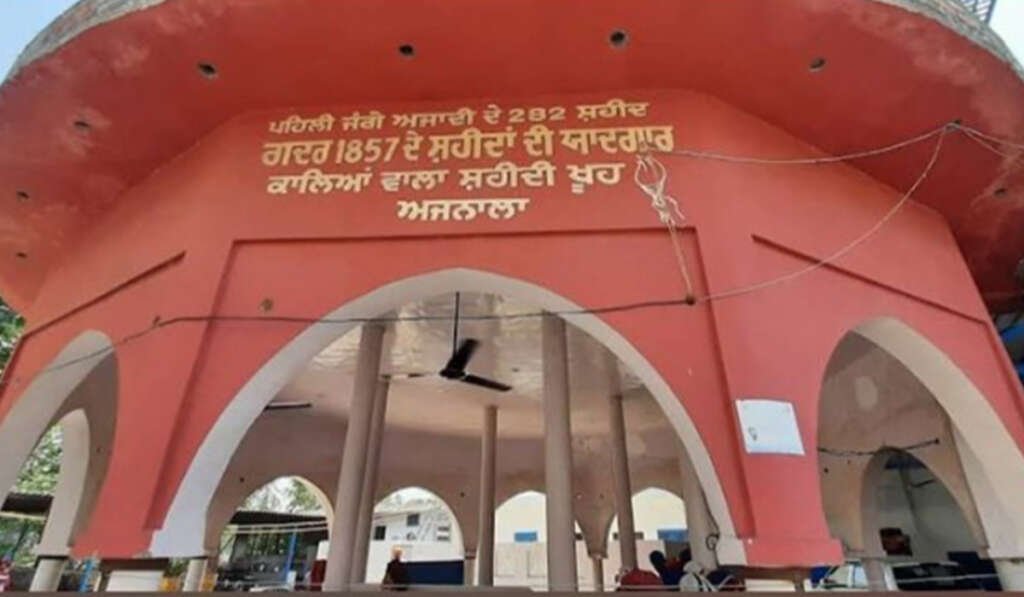 ਪਹਿਲੀ ਜੰਗੇ ਅਜਾਦੀ ਦੇ 282 ਸ਼ਹੀਦ
ਗਦਰ 1857 ਦੇ ਸ਼ਹੀਦਾਂ ਦੀ ਯਾਦਗਾਰ
ਕਾਲਿਆਂ ਵਾਲਾ ਸ਼ਹੀਦੀ ਖੂਹ
ਅਜਨਾਲਾ